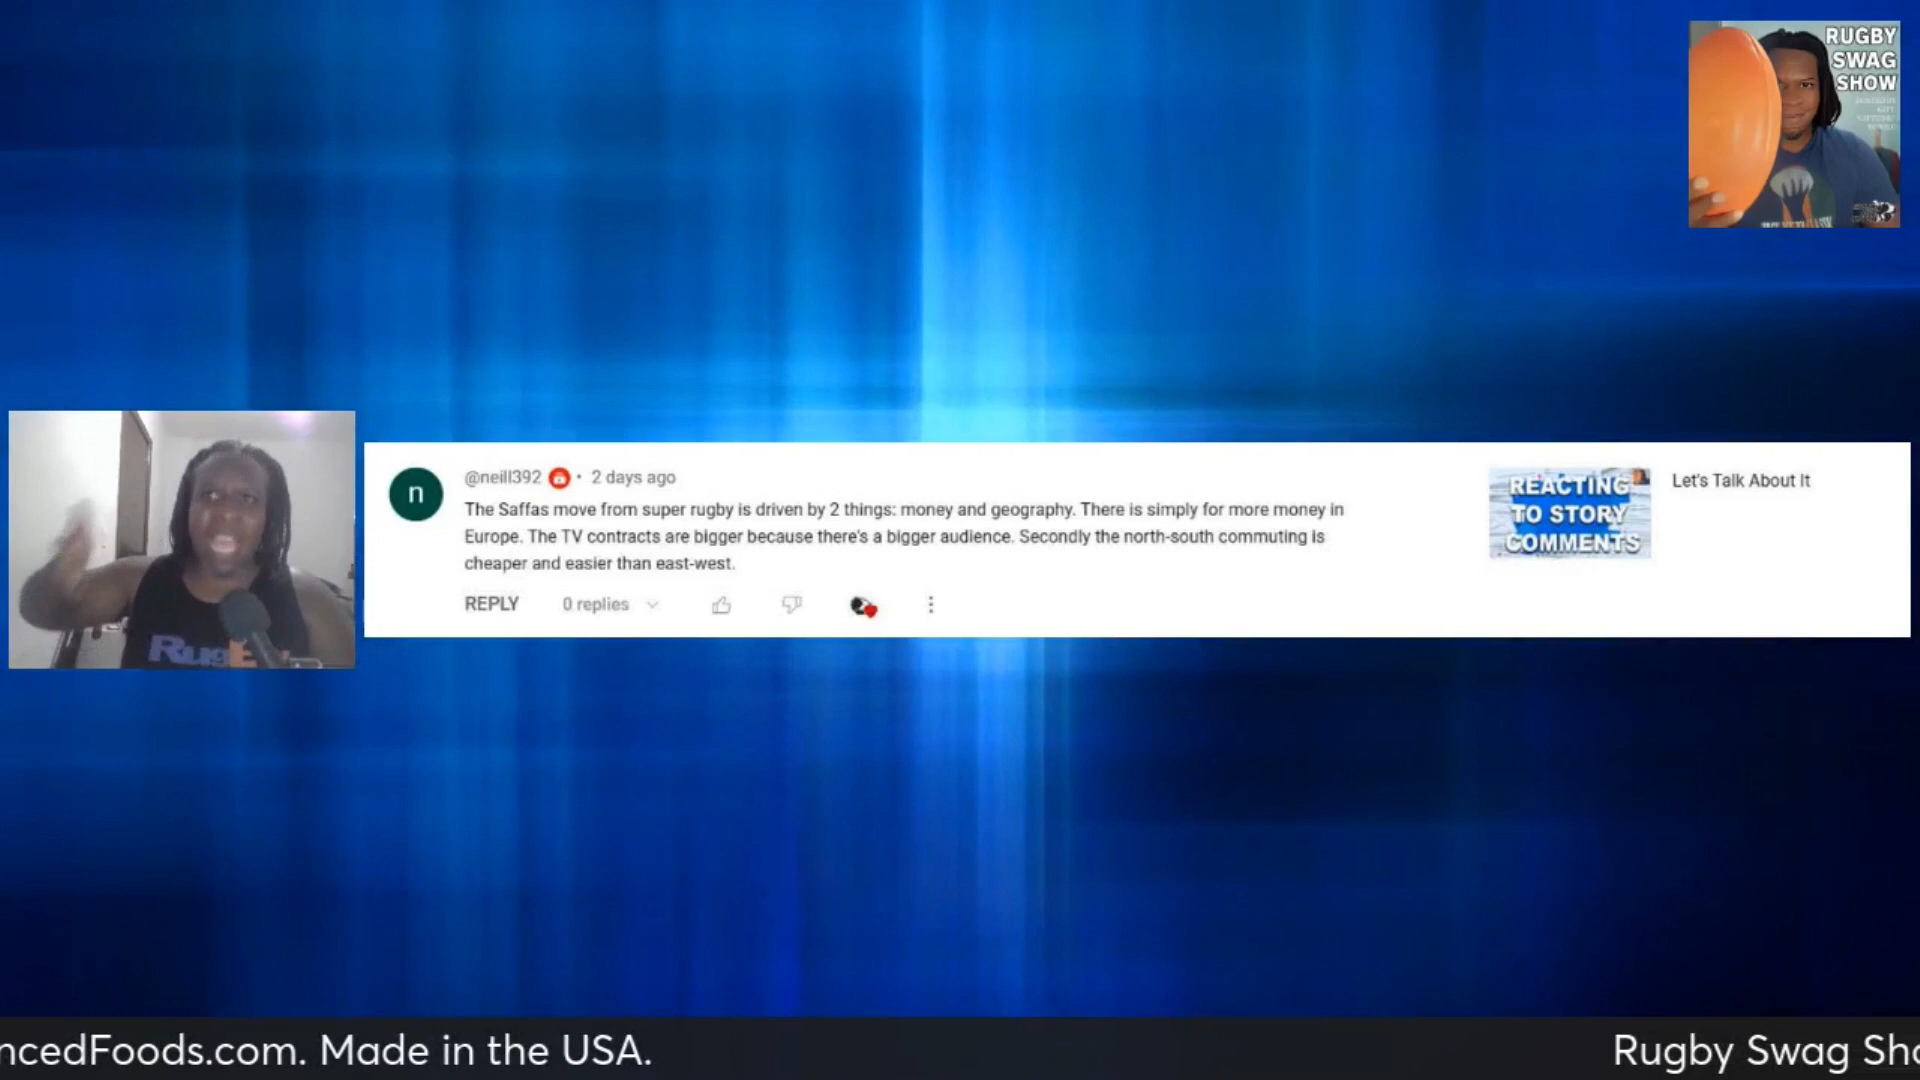 RUGBY
SWAG
SHOW
@neill392 • 2 days ago
The Saffas move from super rugby is driven by 2 things: money and geography. There is simply for more money in
Europe. The TV contracts are bigger because there's a bigger audience. Secondly the north-south commuting is
cheaper and easier than east-west.
REPLY 0 replies
n
REACTING
TO STORY
COMMENTS
Let's Talk About It
ncedFoods.com. Made in the USA.
Rugby Swag Sho